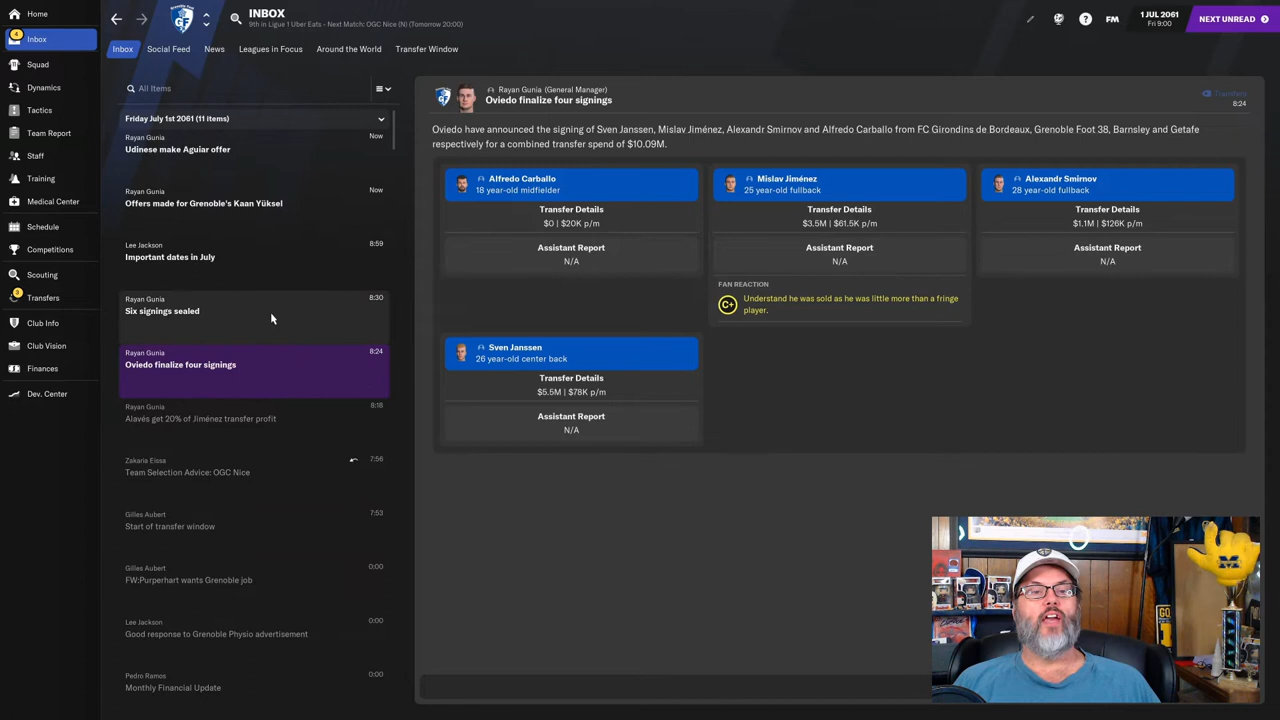 Home
4
Inbox
Squad
Dynamics
Tactics
Team Report
Staff
Training
Medical Center
Schedule
Competitions
Scouting
3
Transfers
Club Info
Club Vision
Finances
Dev. Center
INBOX
9th in Ligue 1 Uber Eats - Next Match: OGC Nice (N) (Tomorrow 20:00)
FM
1 JUL 2061
Fri 9:00
NEXT UNREAD
Inbox
Social Feed
News
Leagues in Focus
Around the World
Transfer Window
All Items
Friday July 1st 2061 (11 items)
Rayan Gunia
Now
Udinese make Aguiar offer
Rayan Gunia
Now
Offers made for Grenoble's Kaan Yüksel
Lee Jackson
8:59
Important dates in July
Rayan Gunia
8:30
Six signings sealed
Rayan Gunia
8:24
Oviedo finalize four signings
Rayan Gunia
8:18
Alavés get 20% of Jiménez transfer profit
Zakaria Eissa
7:56
Team Selection Advice: OGC Nice
Gilles Aubert
7:53
Start of transfer window
Gilles Aubert
0:00
FW:Purperhart wants Grenoble job
Lee Jackson
0:00
Good response to Grenoble Physio advertisement
Pedro Ramos
0:00
Monthly Financial Update
Rayan Gunia (General Manager)
Oviedo finalize four signings
Transfers
8:24
Oviedo have announced the signing of Sven Janssen, Mislav Jiménez, Alexandr Smirnov and Alfredo Carballo from FC Girondins de Bordeaux, Grenoble Foot 38, Barnsley and Getafe
respectively for a combined transfer spend of $10.09M.
Alfredo Carballo
18 year-old midfielder
Transfer Details
$0 | $20K p/m
Assistant Report
N/A
Mislav Jiménez
25 year-old fullback
Transfer Details
$3.5M | $61.5K p/m
Assistant Report
N/A
FAN REACTION
C+
Understand he was sold as he was little more than a fringe
player.
Alexandr Smirnov
28 year-old fullback
Transfer Details
$1.1M | $126K p/m
Assistant Report
N/A
Sven Janssen
26 year-old center back
Transfer Details
$5.5M | $78K p/m
Assistant Report
N/A